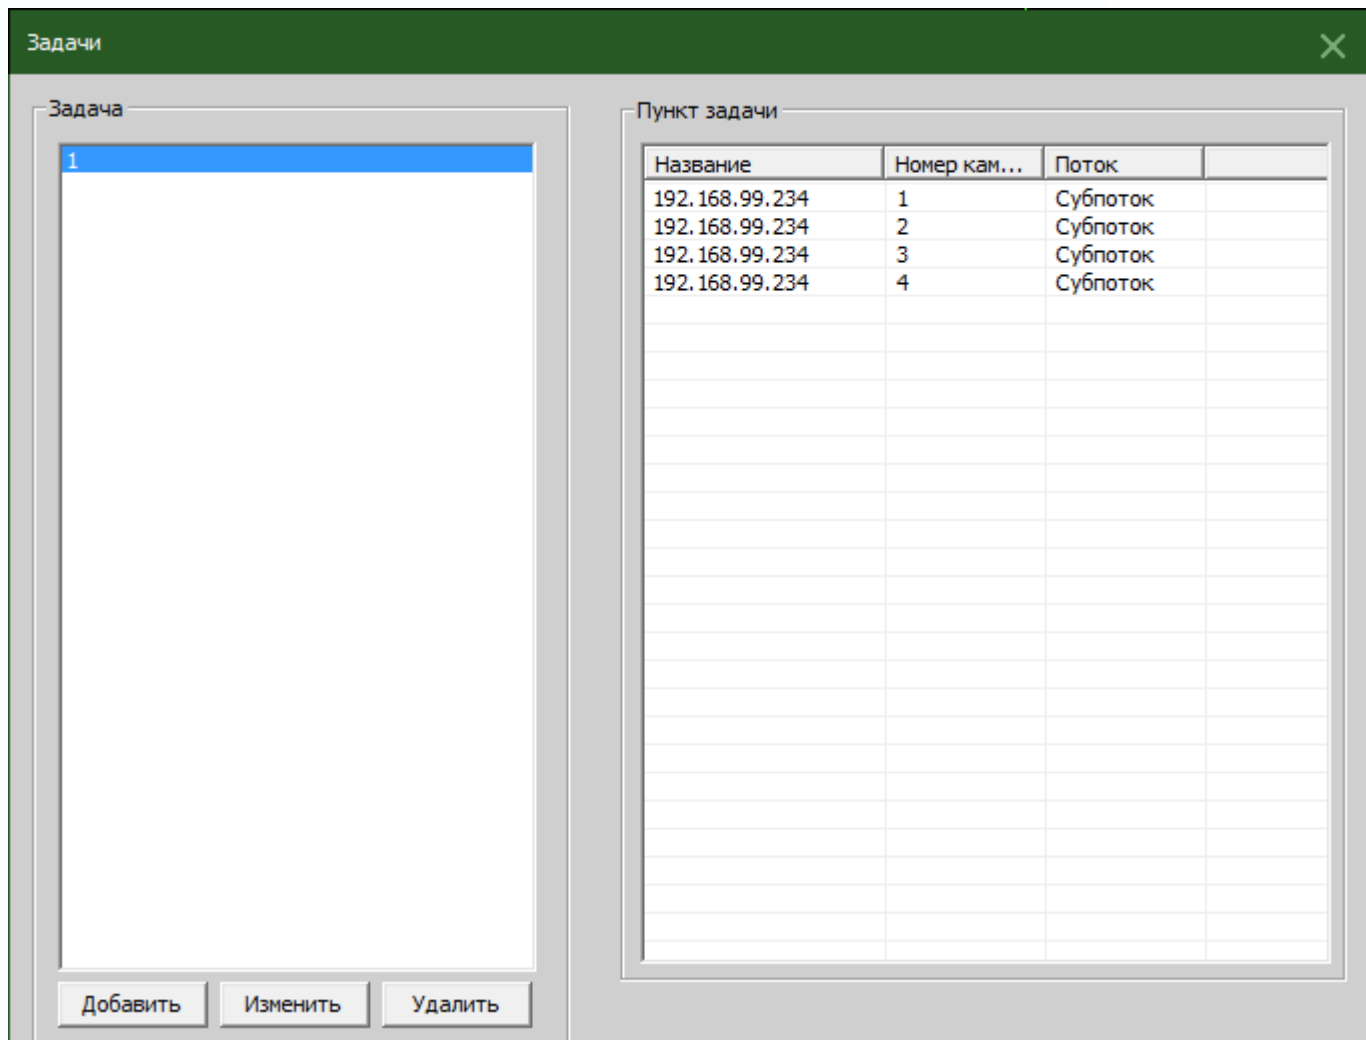 Задачи
Задача
1
Добавить Изменить Удалить
Пункт задачи
Название Номер кам... Поток
192.168.99.234 1 Субпоток
192.168.99.234 2 Субпоток
192.168.99.234 3 Субпоток
192.168.99.234 4 Субпоток